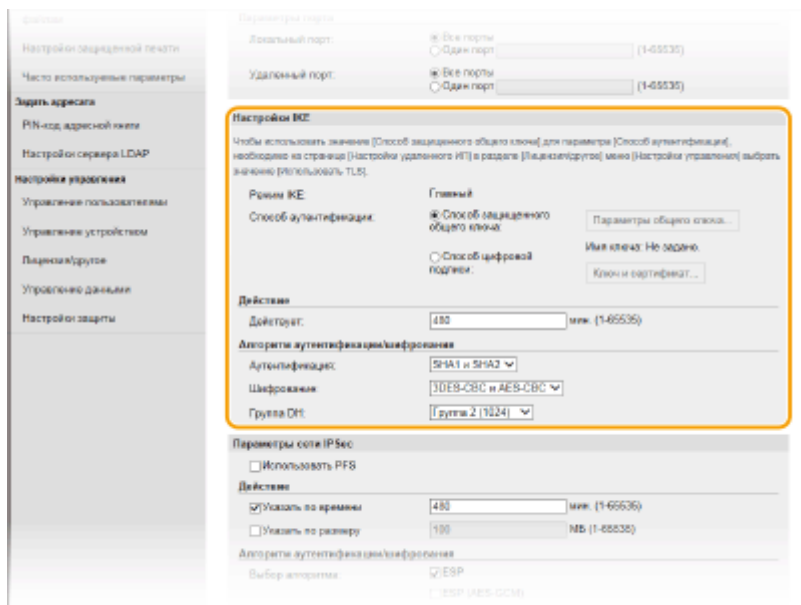 Настройки защищенной печати
Часто используемые параметры
Задать адресата
PIN-код адресной книги
Настройки сервера LDAP
Настройки управления
Управление пользователями
Управление устройством
Лицензия/другое
Управление данными
Настройки защиты
Параметры порта
Локальный порт:
Все порты
Один порт (1-65535)
Удаленный порт:
Все порты
Один порт (1-65535)
Настройки IKE
Чтобы использовать значение [Способ защищенного общего ключа] для параметра [Способ аутентификации],
необходимо на странице [Настройки удаленного ИП] в разделе [Лицензия/другое] меню [Настройки управления] выбрать
значение [Использовать TLS].
Режим IKE: Главный
Способ аутентификации:
Способ защищенного
общего ключа:
Параметры общего ключа...
Имя ключа: Не задано.
Способ цифровой
подписи:
Ключ и сертификат...
Действие
Действует: 480 мин. (1-65535)
Алгоритм аутентификации/шифрования
Аутентификация: SHA1 и SHA2
Шифрование: 3DES-CBC и AES-CBC
Группа DH: Группа 2 (1024)
Параметры сети IPSec
Использовать PFS
Действие
Указать по времени 480 мин. (1-65535)
Указать по размеру 100 МБ (1-65535)
Алгоритм аутентификации/шифрования
Выбор алгоритма: ESP
ESP (AES-GCM)